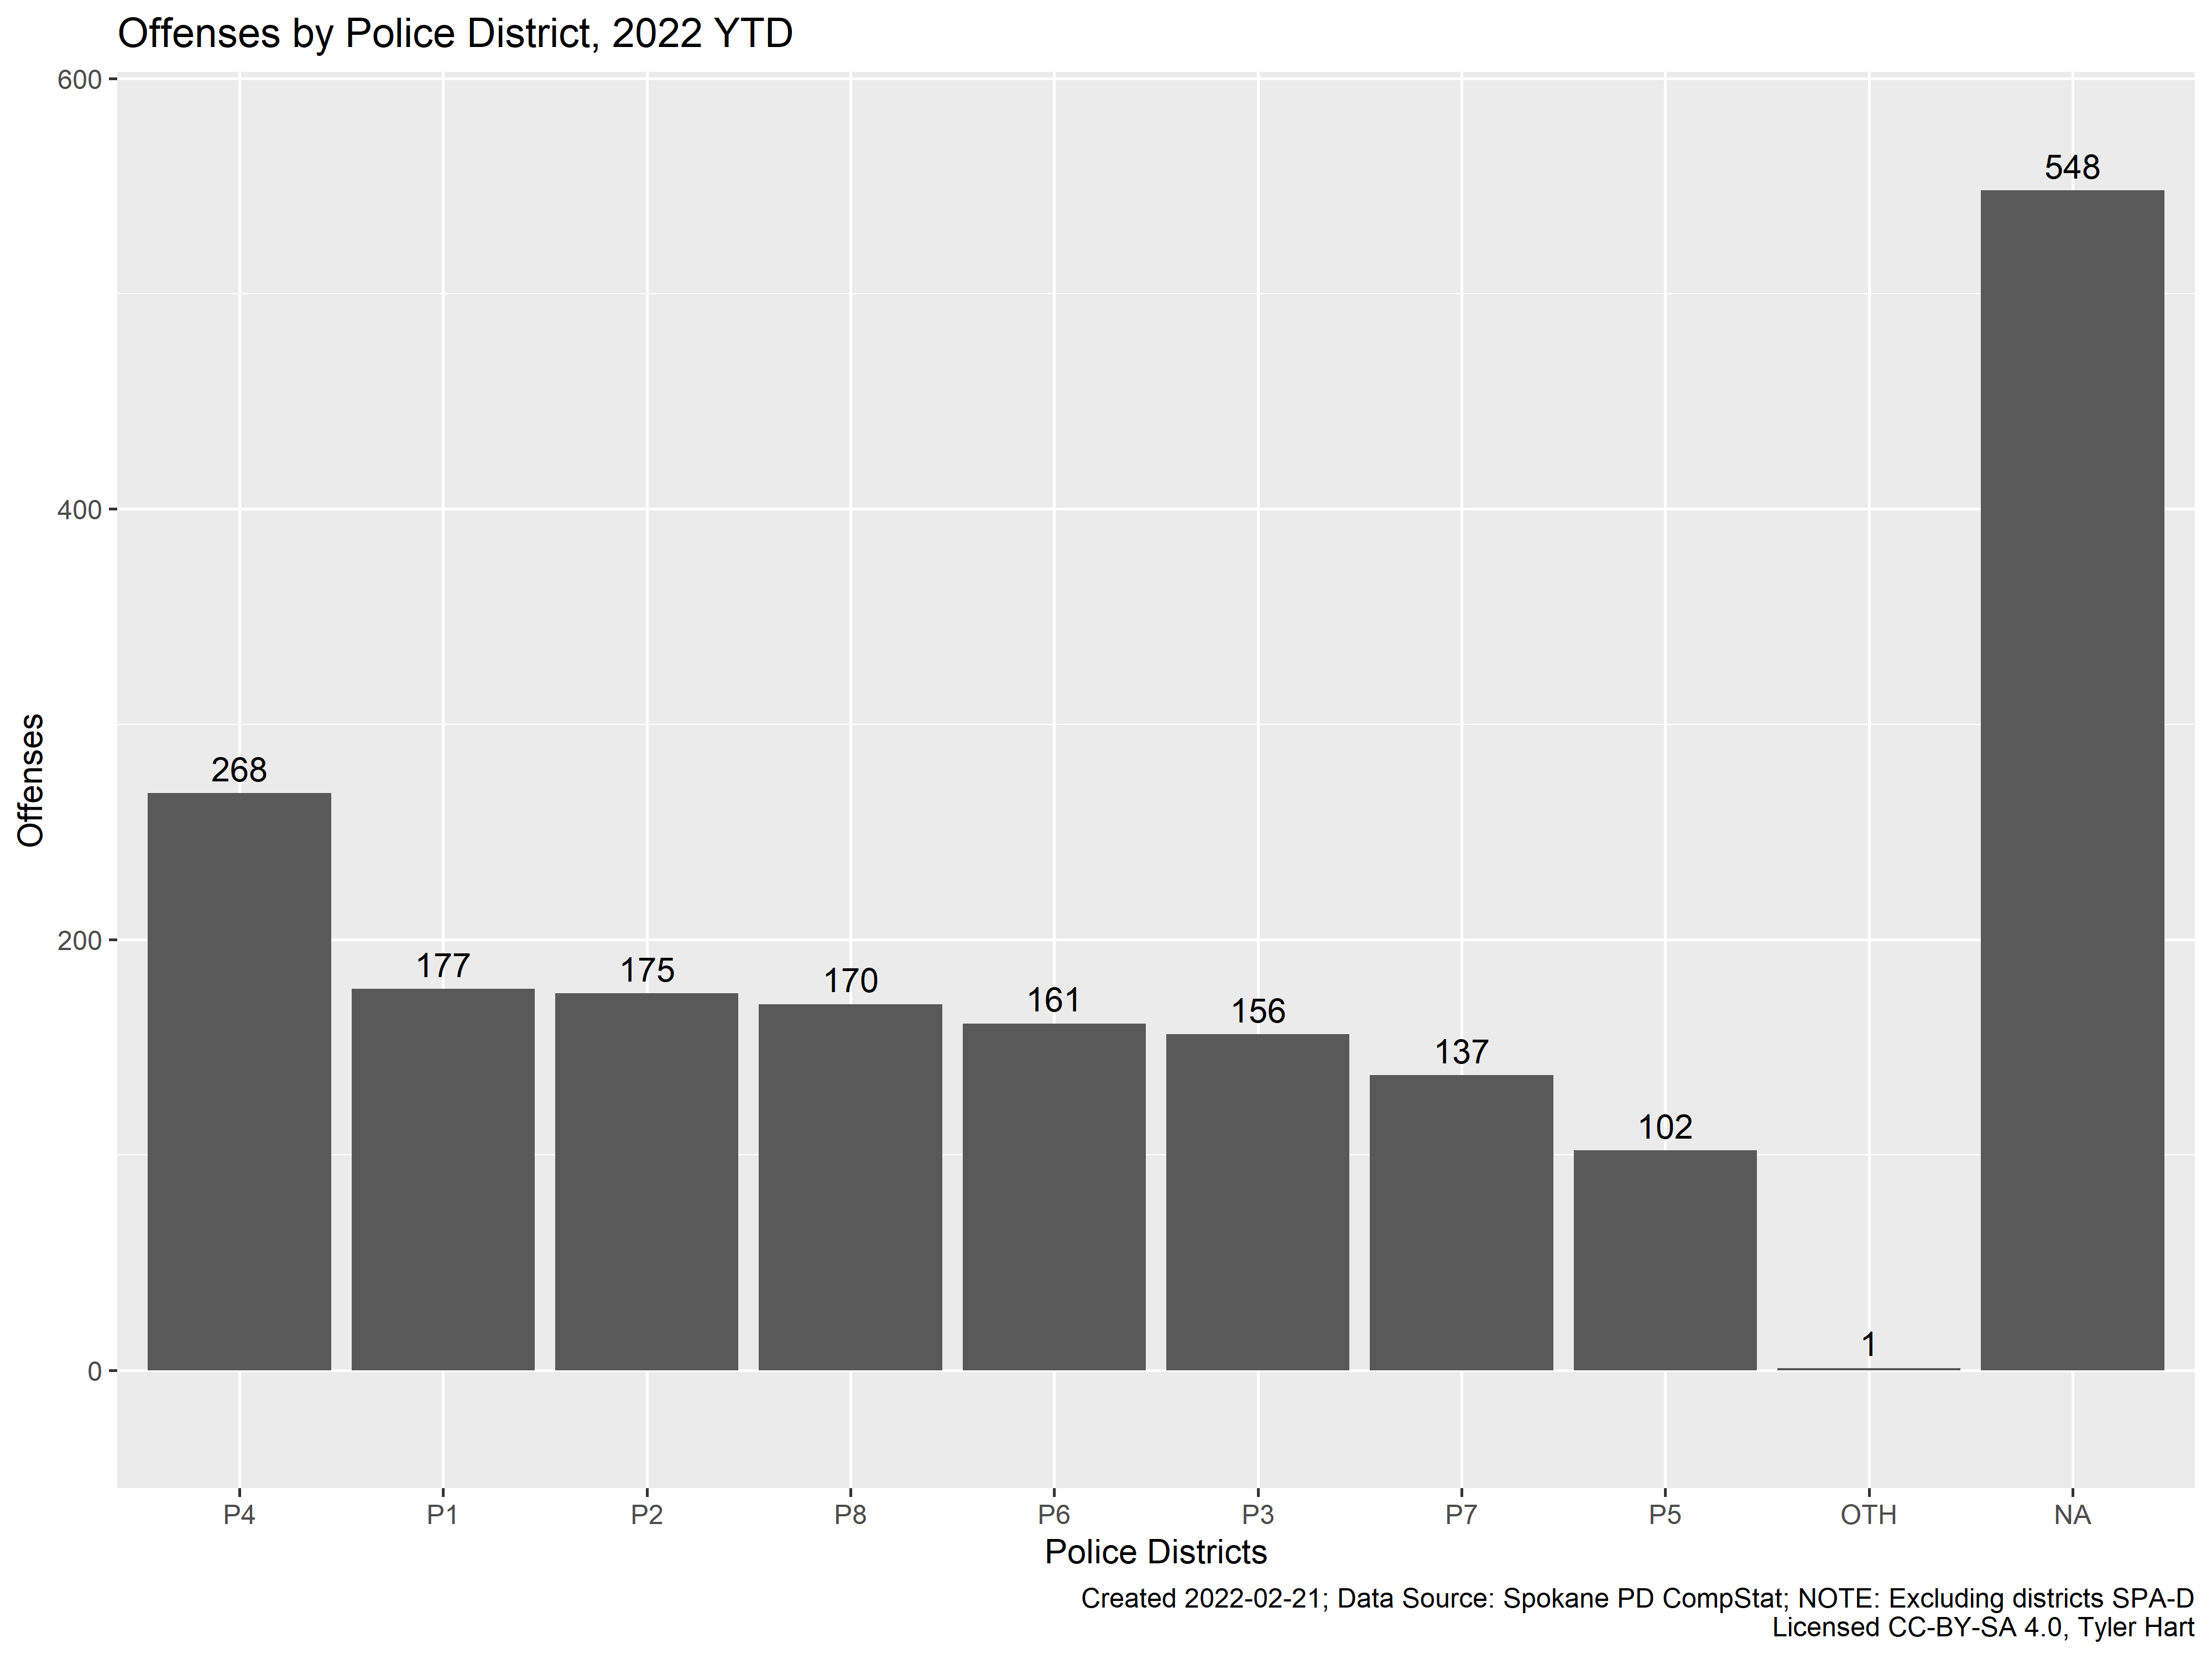 Offenses by Police District, 2022 YTD
600
400
200
0
Offenses
268
177
175
170
161
156
137
102
1
548
P4
P1
P2
P8
P6
P3
P7
P5
OTH
NA
Police Districts
Created 2022-02-21; Data Source: Spokane PD CompStat; NOTE: Excluding districts SPA-D
Licensed CC-BY-SA 4.0, Tyler Hart